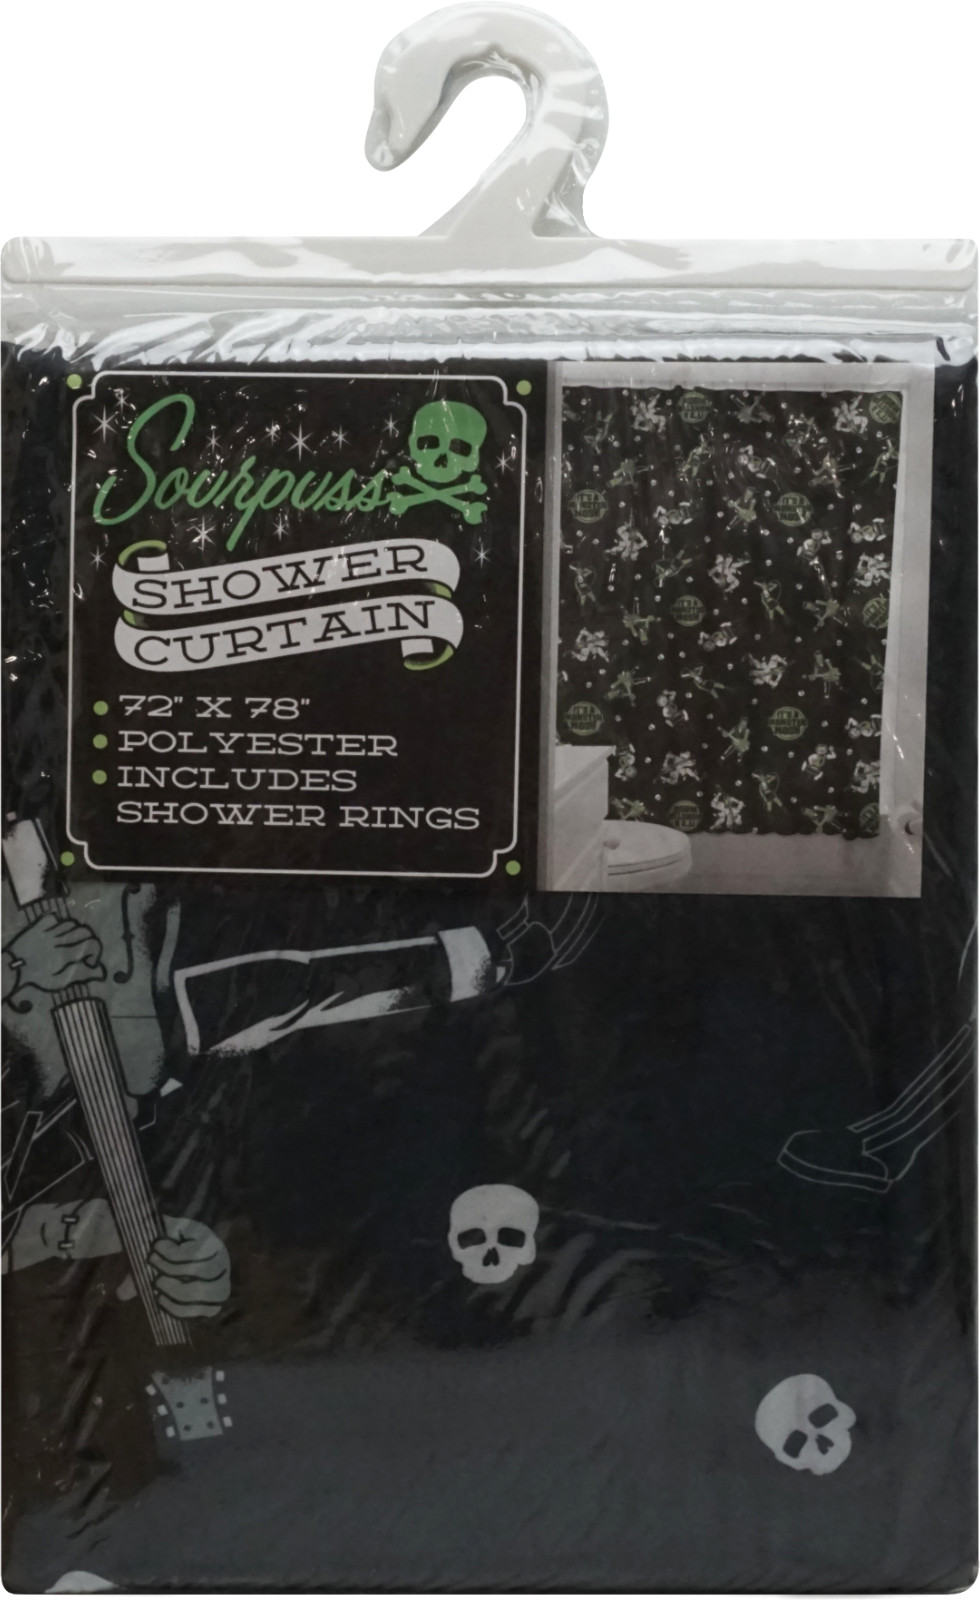 Sourpuss
SHOWER
CURTAIN
• 72" X 78"
• POLYESTER
• INCLUDES
SHOWER RINGS